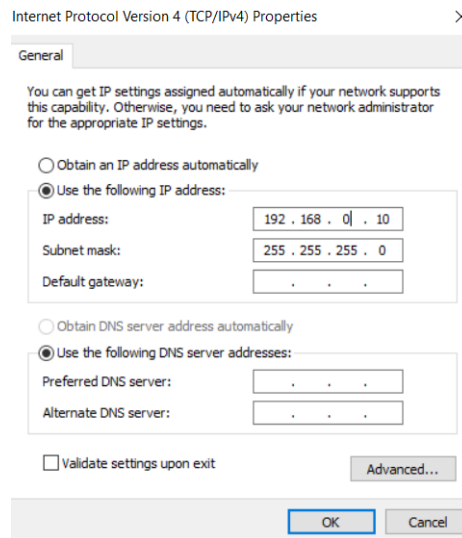 Internet Protocol Version 4 (TCP/IPv4) Properties
General
You can get IP settings assigned automatically if your network supports
this capability. Otherwise, you need to ask your network administrator
for the appropriate IP settings.
Obtain an IP address automatically
Use the following IP address:
IP address: 192 . 168 . 0 . 10
Subnet mask: 255 . 255 . 255 . 0
Default gateway: . . .
Obtain DNS server address automatically
Use the following DNS server addresses:
Preferred DNS server: . . .
Alternate DNS server: . . .
Validate settings upon exit
Advanced...
OK Cancel